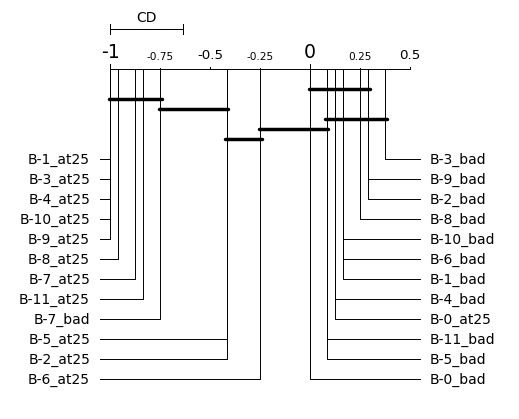 CD
-1 -0.75 -0.5 -0.25 0 0.25 0.5
B-1_at25 B-3_bad
B-3_at25 B-9_bad
B-4_at25 B-2_bad
B-10_at25 B-8_bad
B-9_at25 B-10_bad
B-8_at25 B-6_bad
B-7_at25 B-1_bad
B-11_at25 B-4_bad
B-7_bad B-0_at25
B-5_at25 B-11_bad
B-2_at25 B-5_bad
B-6_at25 B-0_bad